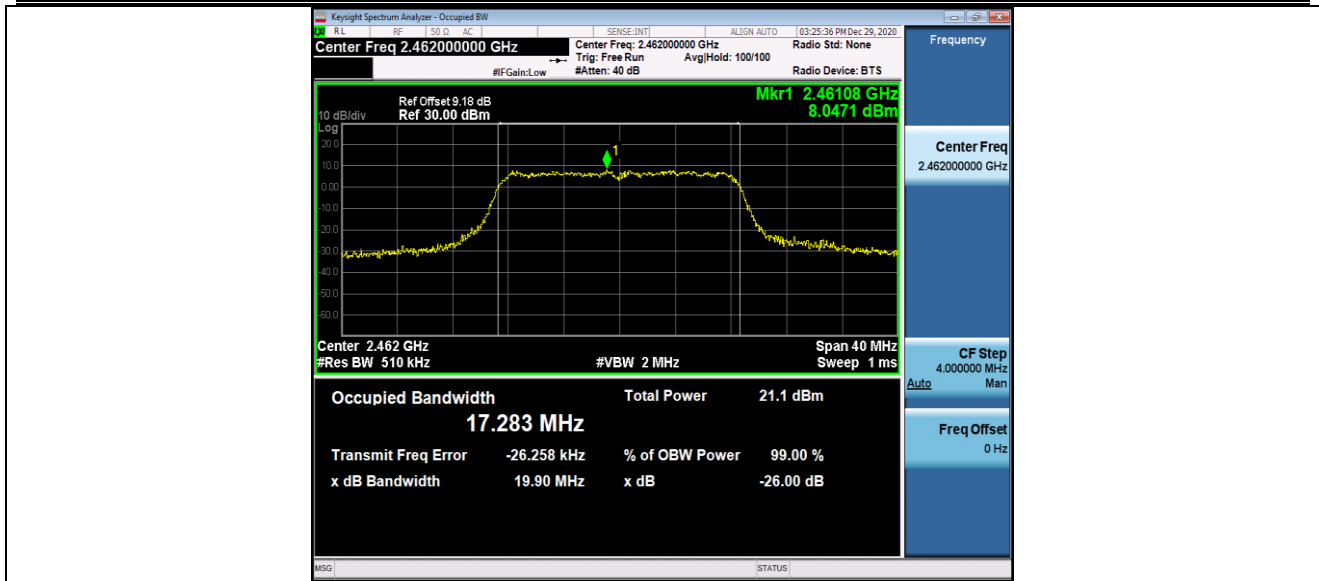 Keysight Spectrum Analyzer - Occupied BW
RL RF 50 Ω AC SENSE:INT ALIGN AUTO 03:25:36 PM Dec 29, 2020
Center Freq 2.462000000 GHz Center Freq: 2.462000000 GHz Radio Std: None
Trig: Free Run Avg|Hold: 100/100
#IFGain:Low #Atten: 40 dB Radio Device: BTS
Mkr1 2.46108 GHz
8.0471 dBm
Ref Offset 9.18 dB
10 dB/div Ref 30.00 dBm
Log
1
20.0
10.0
0.00
-10.0
-20.0
-30.0
-40.0
-50.0
-60.0
Center 2.462 GHz Span 40 MHz
#Res BW 510 kHz #VBW 2 MHz Sweep 1 ms
Occupied Bandwidth Total Power 21.1 dBm
17.283 MHz
Transmit Freq Error -26.258 kHz % of OBW Power 99.00 %
x dB Bandwidth 19.90 MHz x dB -26.00 dB
MSG STATUS
Frequency
Center Freq
2.462000000 GHz
CF Step
4.000000 MHz
Auto Man
Freq Offset
0 Hz